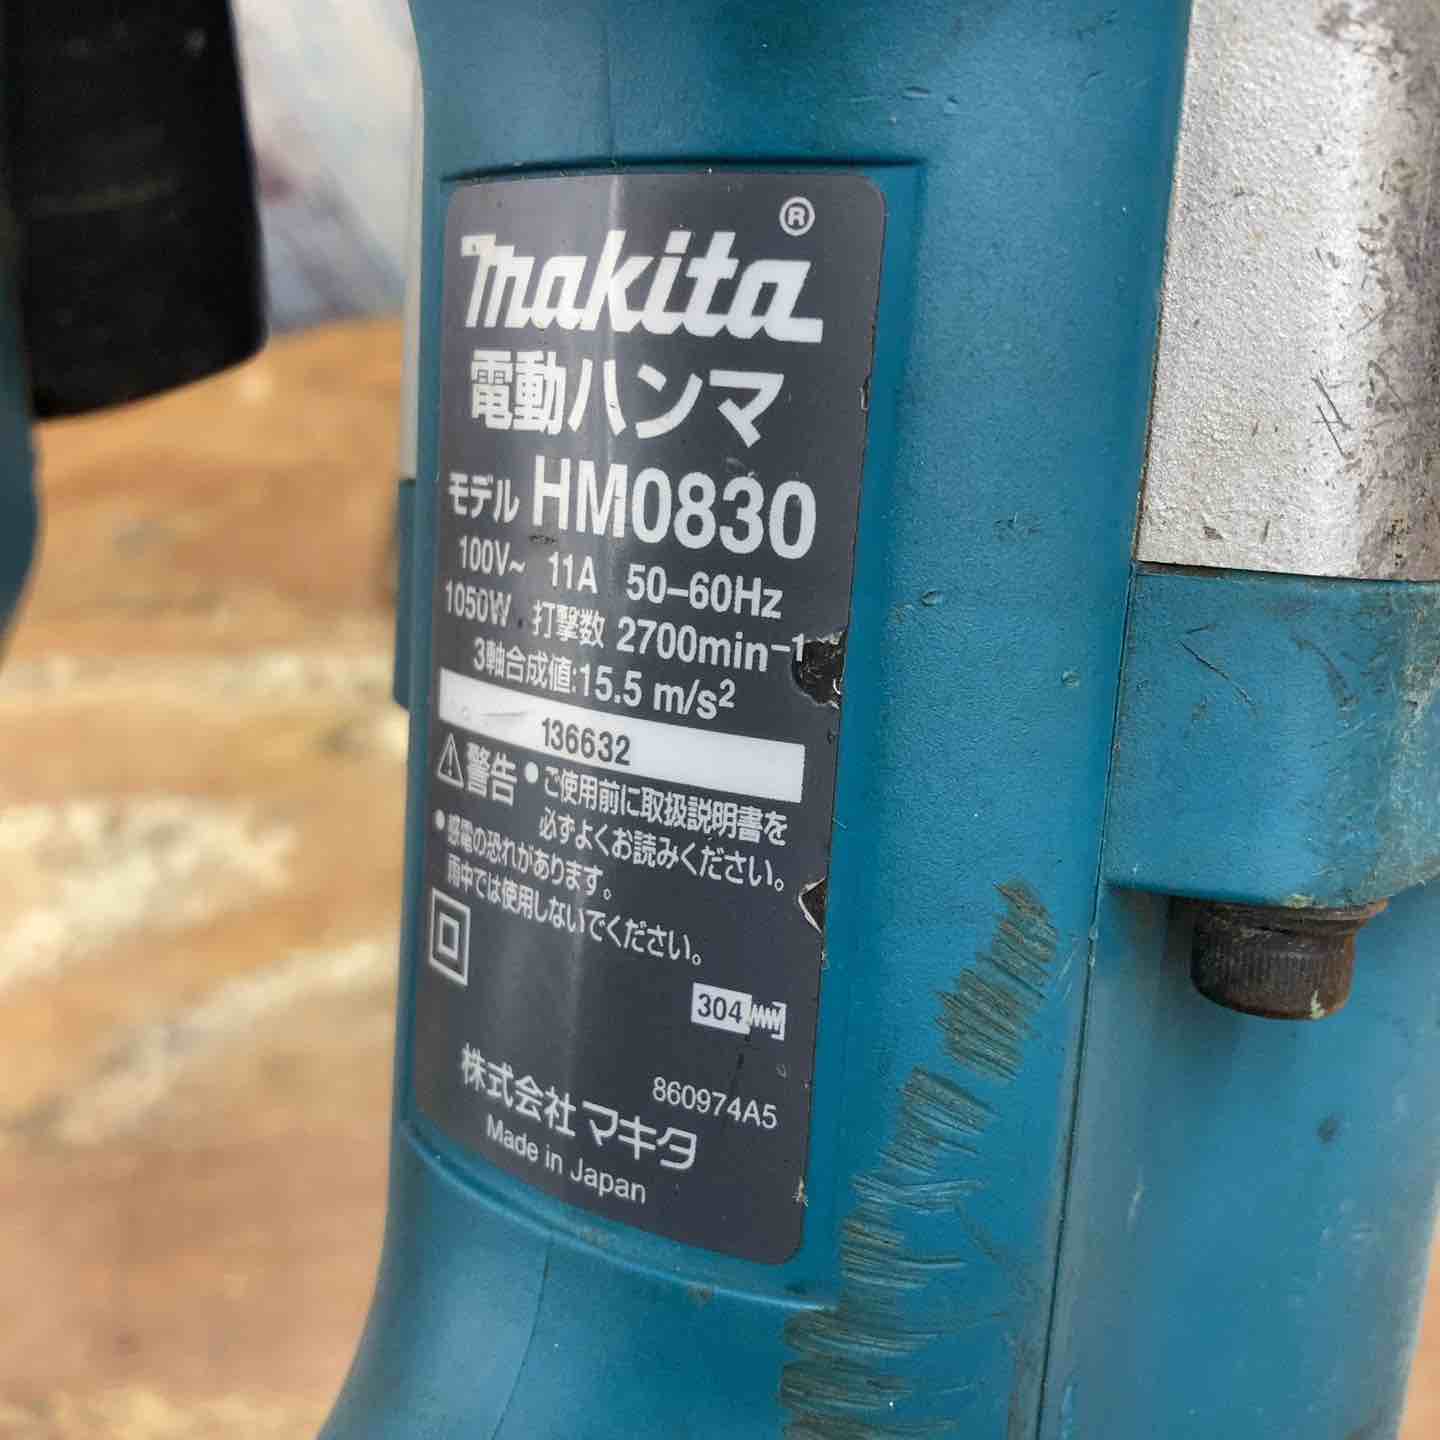 makita®
電動ハンマ
モデル HM0830
100V~ 11A 50-60Hz
1050W 打撃数 2700min⁻¹
3軸合成値:15.5 m/s²
136632
⚠警告 ●ご使用前に取扱説明書を
必ずよくお読みください。
●感電の恐れがあります。
雨中では使用しないでください。
304
860974A5
株式会社 マキタ
Made in Japan